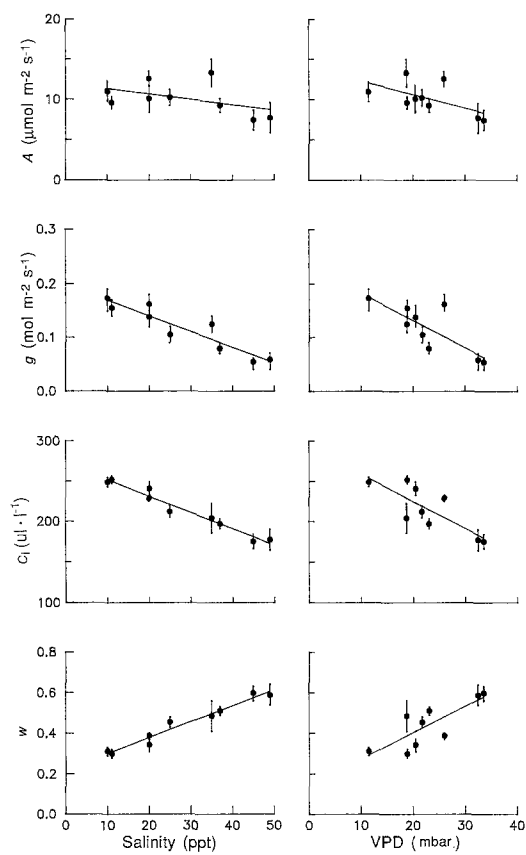 20
10
0
A (μmol m⁻² s⁻¹)
0.3
0.2
0.1
0.0
g (mol m⁻² s⁻¹)
300
200
100
cᵢ (ul · l⁻¹)
0.8
0.6
0.4
0.2
0.0
w
0 10 20 30 40 50
Salinity (ppt)
0 10 20 30 40
VPD ( mbar.)